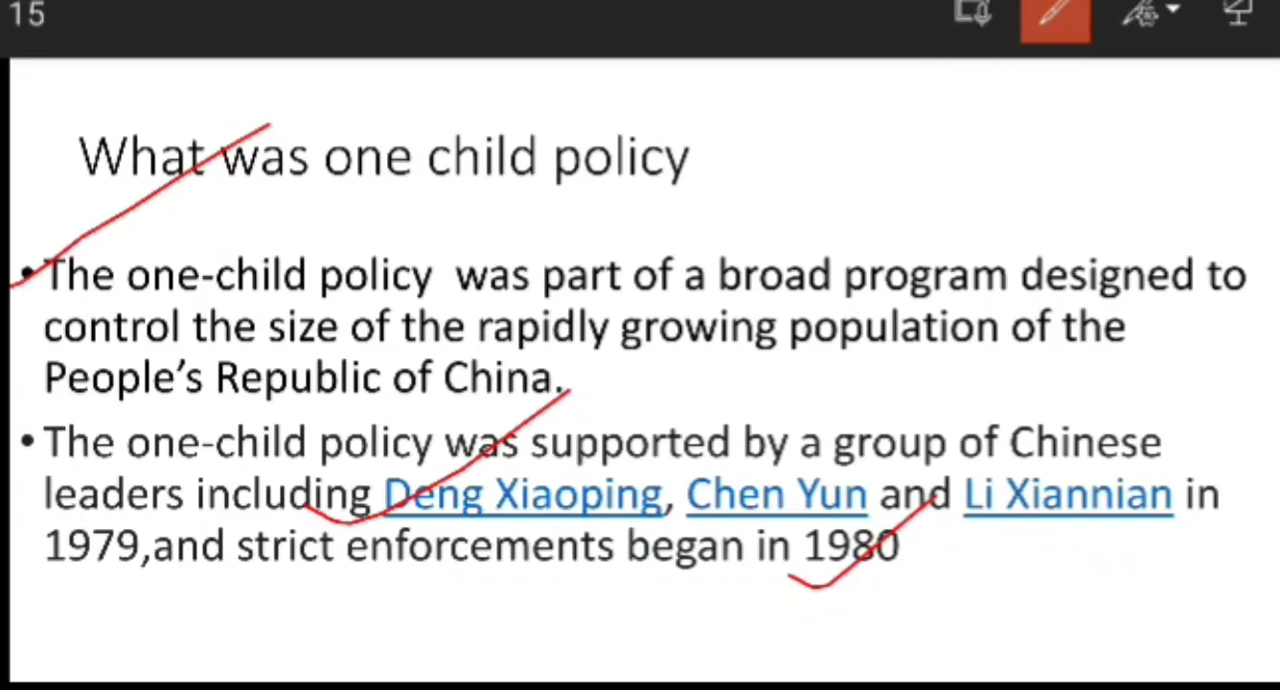 15
What was one child policy
• The one-child policy  was part of a broad program designed to
control the size of the rapidly growing population of the
People’s Republic of China.
• The one-child policy was supported by a group of Chinese
leaders including Deng Xiaoping, Chen Yun and Li Xiannian in
1979,and strict enforcements began in 1980